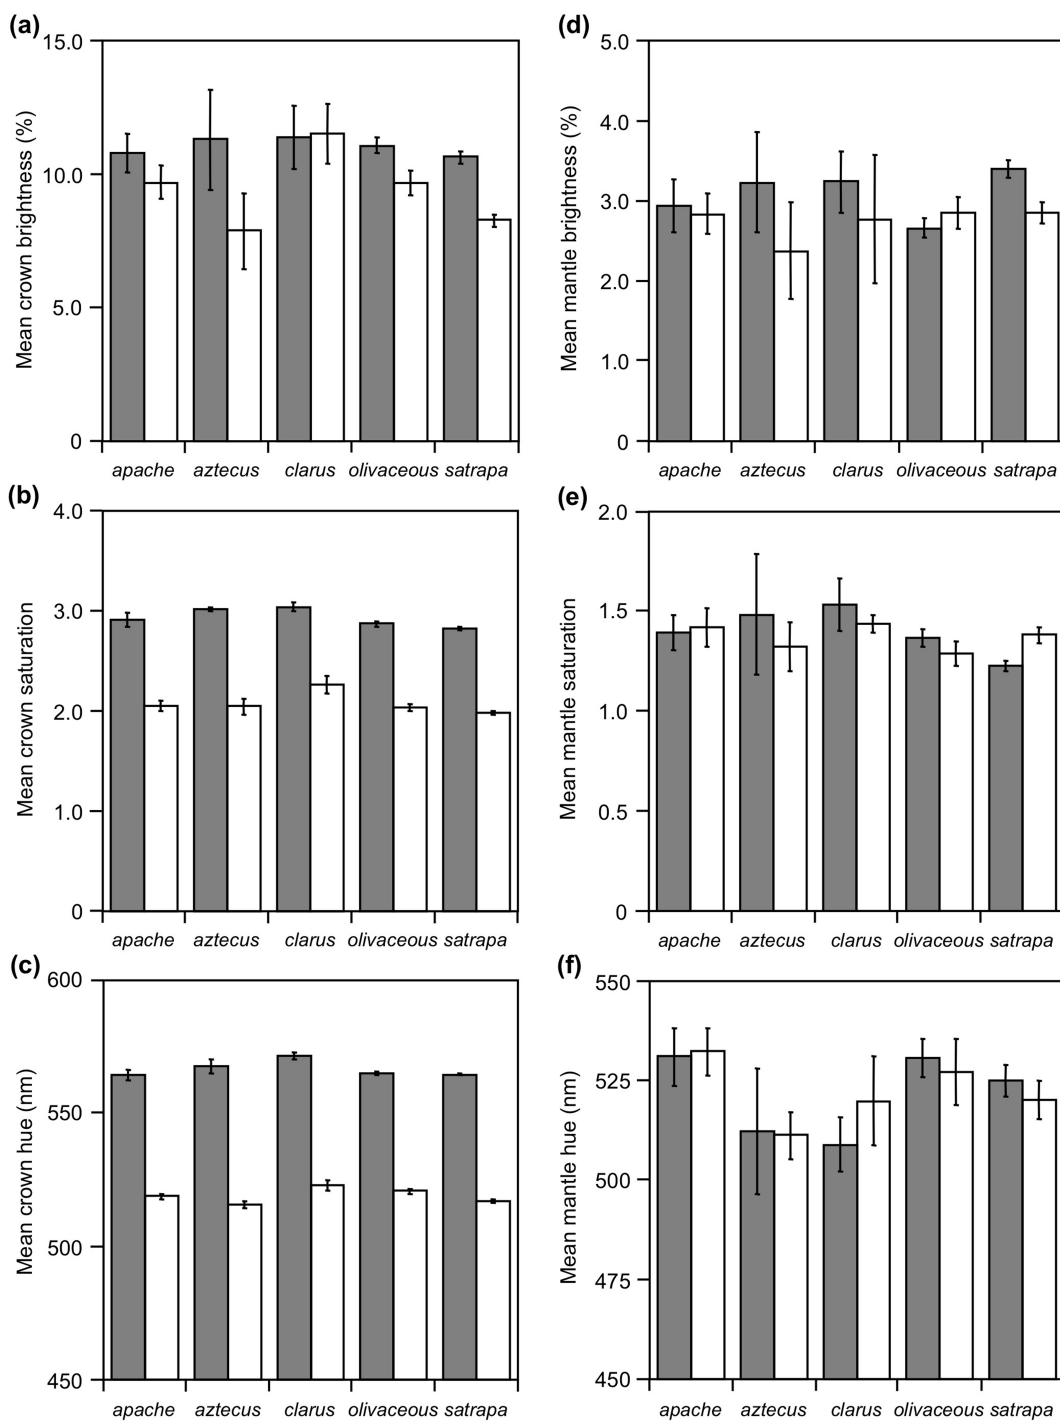 (a)
Mean crown brightness (%)
15.0
10.0
5.0
0
apache aztecus clarus olivaceous satrapa
(b)
Mean crown saturation
4.0
3.0
2.0
1.0
0
apache aztecus clarus olivaceous satrapa
(c)
Mean crown hue (nm)
600
550
500
450
apache aztecus clarus olivaceous satrapa
(d)
Mean mantle brightness (%)
5.0
4.0
3.0
2.0
1.0
0
apache aztecus clarus olivaceous satrapa
(e)
Mean mantle saturation
2.0
1.5
1.0
0.5
0
apache aztecus clarus olivaceous satrapa
(f)
Mean mantle hue (nm)
550
525
500
475
450
apache aztecus clarus olivaceous satrapa